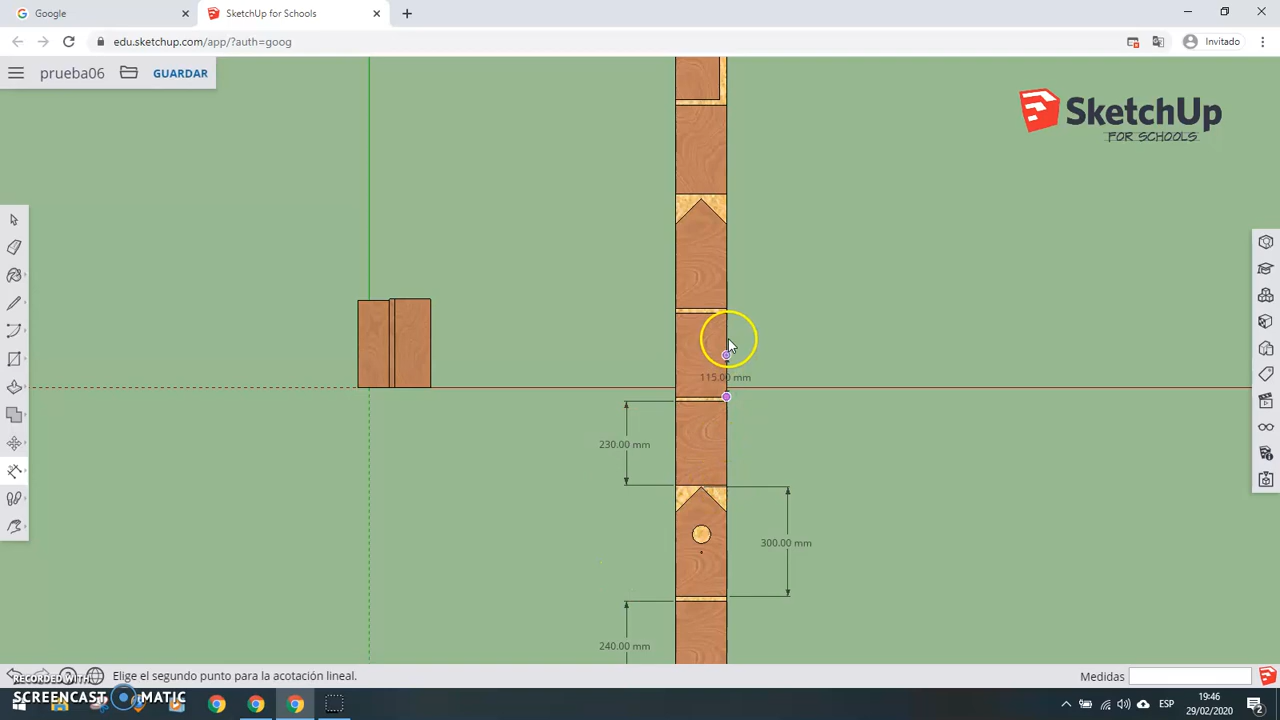 Google
SketchUp for Schools
edu.sketchup.com/app/?auth=goog
Invitado
prueba06
GUARDAR
SketchUp
FOR SCHOOLS
115.00 mm
230.00 mm
300.00 mm
240.00 mm
Elige el segundo punto para la acotación lineal.
Medidas
RECORDED WITH
SCREENCAST MATIC
ESP
19:46
29/02/2020
2